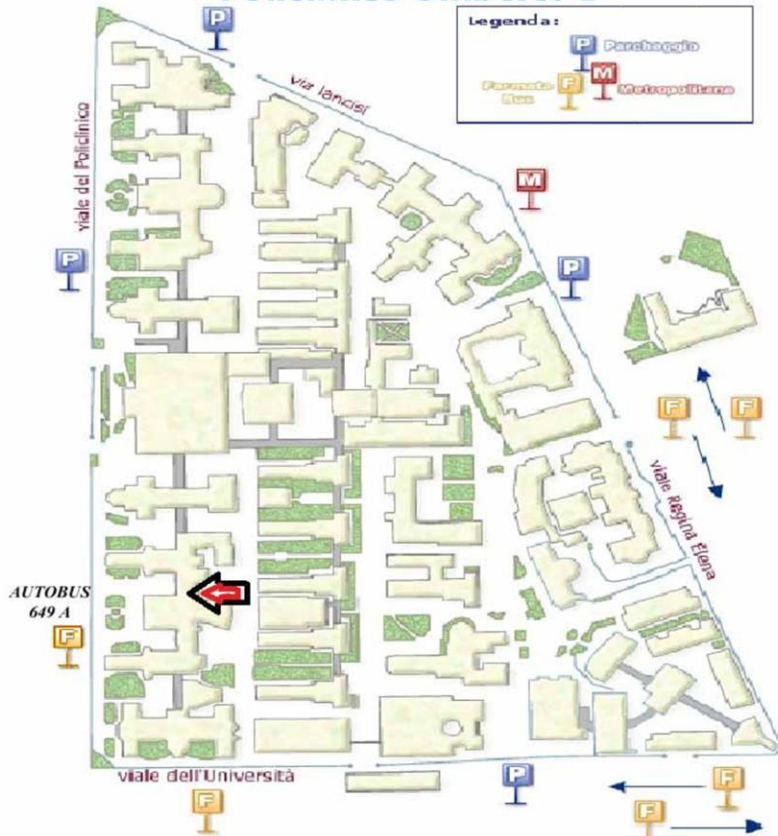 Legenda:
P Parcheggio
Fermata Bus F
M Metropolitana
P
via lancisi
viale del Policlinico
M
P
P
F F
viale Regina Elena
AUTOBUS
649 A
F
viale dell'Università
F
P
F
F